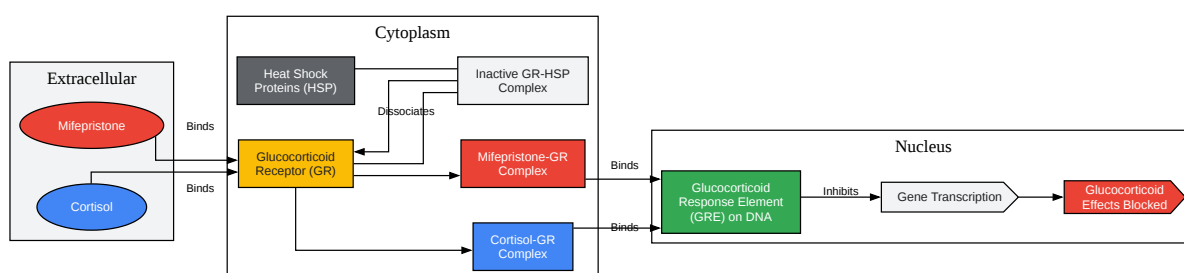 Extracellular
Mifepristone
Cortisol
Binds
Binds
Cytoplasm
Heat Shock
Proteins (HSP)
Inactive GR-HSP
Complex
Dissociates
Glucocorticoid
Receptor (GR)
Mifepristone-GR
Complex
Cortisol-GR
Complex
Binds
Binds
Nucleus
Glucocorticoid
Response Element
(GRE) on DNA
Inhibits
Gene Transcription
Glucocorticoid
Effects Blocked